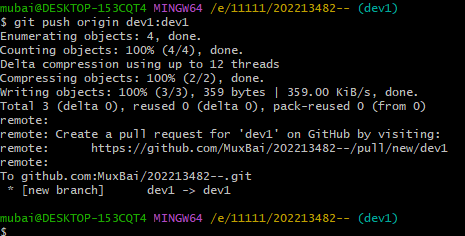 mubai@DESKTOP-153CQT4 MINGW64 /e/11111/202213482-- (dev1)
$ git push origin dev1:dev1
Enumerating objects: 4, done.
Counting objects: 100% (4/4), done.
Delta compression using up to 12 threads
Compressing objects: 100% (2/2), done.
Writing objects: 100% (3/3), 359 bytes | 359.00 KiB/s, done.
Total 3 (delta 0), reused 0 (delta 0), pack-reused 0 (from 0)
remote:
remote: Create a pull request for 'dev1' on GitHub by visiting:
remote:      https://github.com/MuxBai/202213482--/pull/new/dev1
remote:
To github.com:MuxBai/202213482--.git
 * [new branch]      dev1 -> dev1
mubai@DESKTOP-153CQT4 MINGW64 /e/11111/202213482-- (dev1)
$